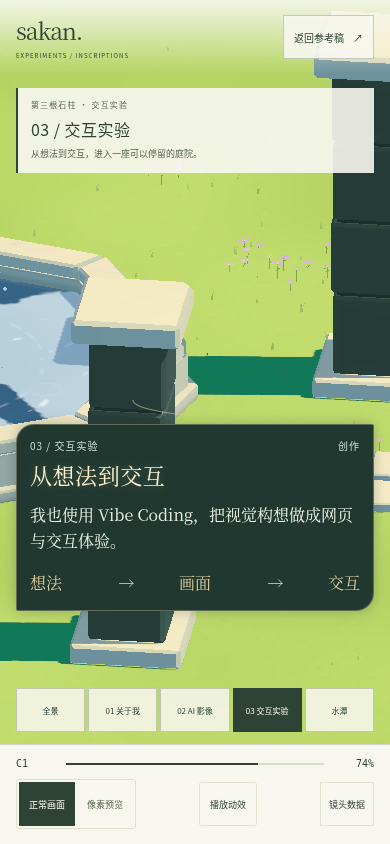 sakan.
返回参考稿 ↗
EXPERIMENTS / INSCRIPTIONS
第三根石柱 · 交互实验
03 / 交互实验
从想法到交互，进入一座可以停留的庭院。
03 / 交互实验 创作
从想法到交互
我也使用 Vibe Coding，把视觉构想做成网页
与交互体验。
想法 → 画面 → 交互
全景 01 关于我 02 AI 影像 03 交互实验 水潭
C1 74%
正常画面 像素预览 播放动效 镜头数据